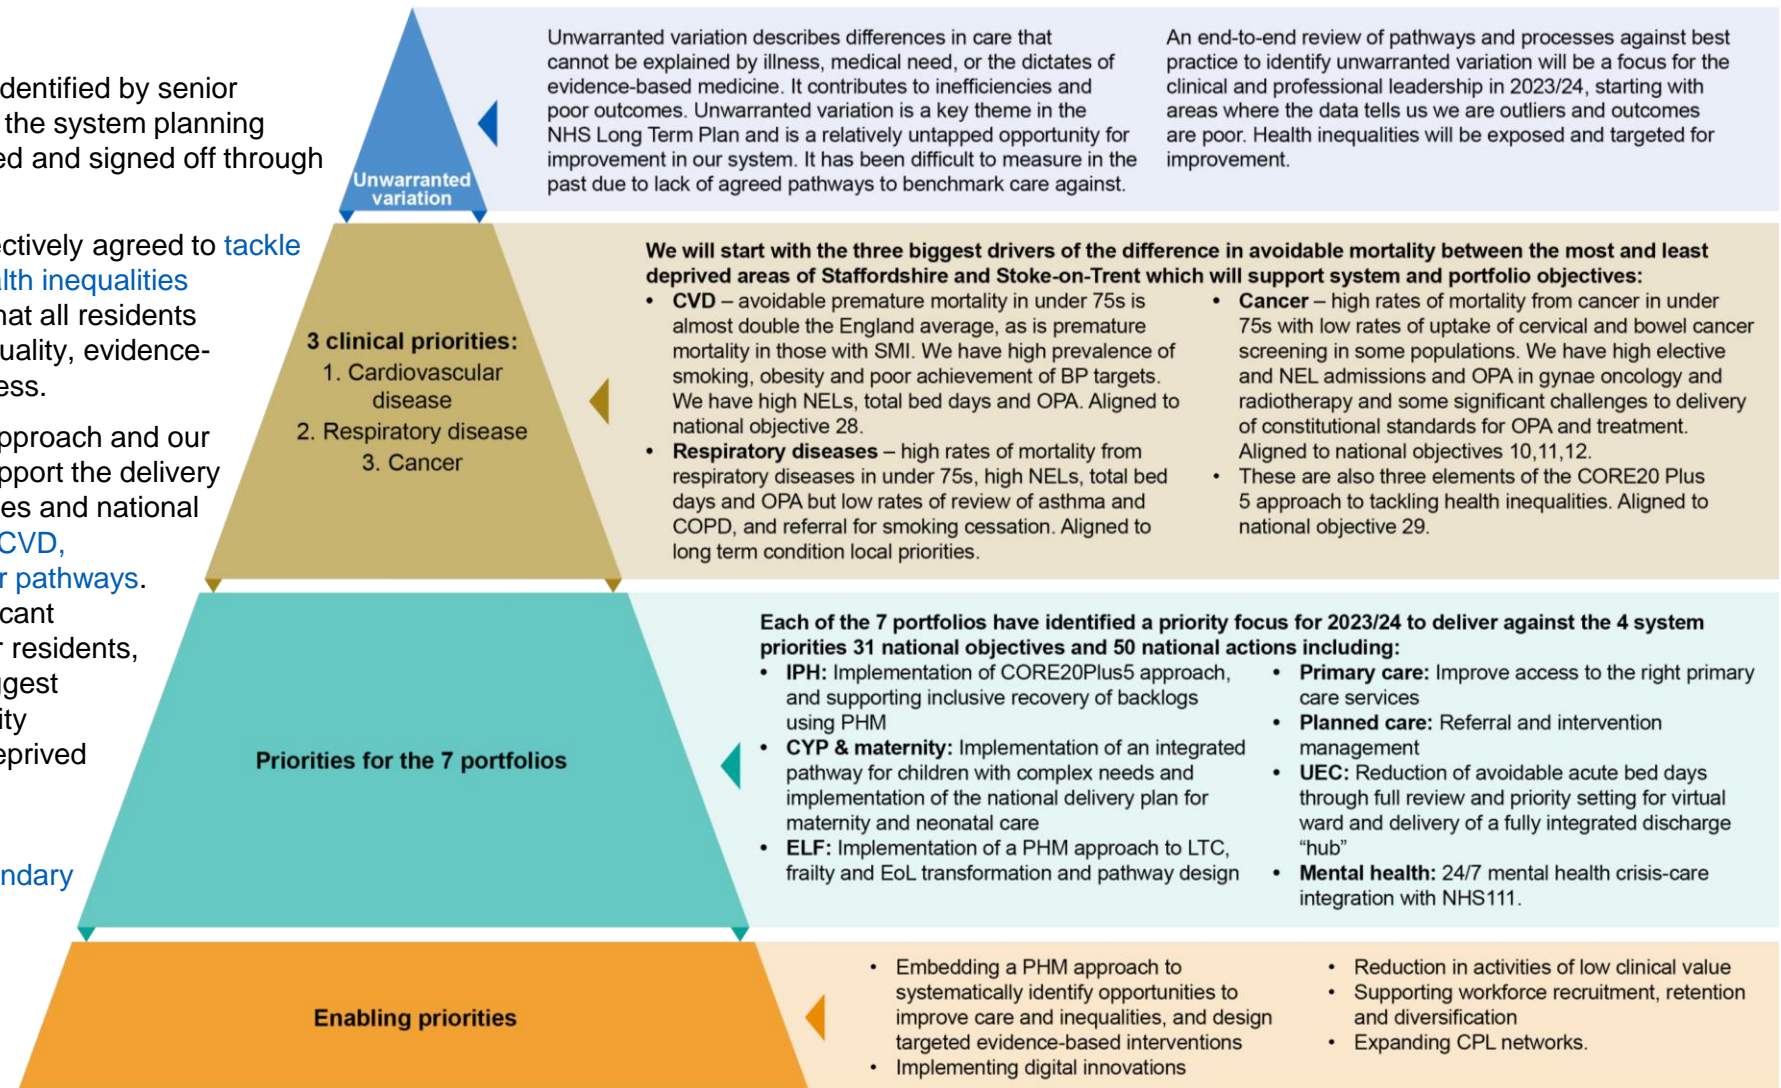 dentified by senior
the system planning
ed and signed off through
ectively agreed to tackle
alth inequalities
hat all residents
uality, evidence-
ess.
pproach and our
upport the delivery
es and national
CVD,
r pathways.
icant
r residents,
ggest
ity
eprived
ndary
Unwarranted
variation
Unwarranted variation describes differences in care that
cannot be explained by illness, medical need, or the dictates of
evidence-based medicine. It contributes to inefficiencies and
poor outcomes. Unwarranted variation is a key theme in the
NHS Long Term Plan and is a relatively untapped opportunity for
improvement in our system. It has been difficult to measure in the
past due to lack of agreed pathways to benchmark care against.
An end-to-end review of pathways and processes against best
practice to identify unwarranted variation will be a focus for the
clinical and professional leadership in 2023/24, starting with
areas where the data tells us we are outliers and outcomes
are poor. Health inequalities will be exposed and targeted for
improvement.
3 clinical priorities:
1. Cardiovascular
disease
2. Respiratory disease
3. Cancer
We will start with the three biggest drivers of the difference in avoidable mortality between the most and least
deprived areas of Staffordshire and Stoke-on-Trent which will support system and portfolio objectives:
• CVD – avoidable premature mortality in under 75s is
almost double the England average, as is premature
mortality in those with SMI. We have high prevalence of
smoking, obesity and poor achievement of BP targets.
We have high NELs, total bed days and OPA. Aligned to
national objective 28.
• Respiratory diseases – high rates of mortality from
respiratory diseases in under 75s, high NELs, total bed
days and OPA but low rates of review of asthma and
COPD, and referral for smoking cessation. Aligned to
long term condition local priorities.
• Cancer – high rates of mortality from cancer in under
75s with low rates of uptake of cervical and bowel cancer
screening in some populations. We have high elective
and NEL admissions and OPA in gynae oncology and
radiotherapy and some significant challenges to delivery
of constitutional standards for OPA and treatment.
Aligned to national objectives 10,11,12.
• These are also three elements of the CORE20 Plus
5 approach to tackling health inequalities. Aligned to
national objective 29.
Priorities for the 7 portfolios
Each of the 7 portfolios have identified a priority focus for 2023/24 to deliver against the 4 system
priorities 31 national objectives and 50 national actions including:
• IPH: Implementation of CORE20Plus5 approach,
and supporting inclusive recovery of backlogs
using PHM
• CYP & maternity: Implementation of an integrated
pathway for children with complex needs and
implementation of the national delivery plan for
maternity and neonatal care
• ELF: Implementation of a PHM approach to LTC,
frailty and EoL transformation and pathway design
• Primary care: Improve access to the right primary
care services
• Planned care: Referral and intervention
management
• UEC: Reduction of avoidable acute bed days
through full review and priority setting for virtual
ward and delivery of a fully integrated discharge
“hub”
• Mental health: 24/7 mental health crisis-care
integration with NHS111.
Enabling priorities
• Embedding a PHM approach to
systematically identify opportunities to
improve care and inequalities, and design
targeted evidence-based interventions
• Implementing digital innovations
• Reduction in activities of low clinical value
• Supporting workforce recruitment, retention
and diversification
• Expanding CPL networks.